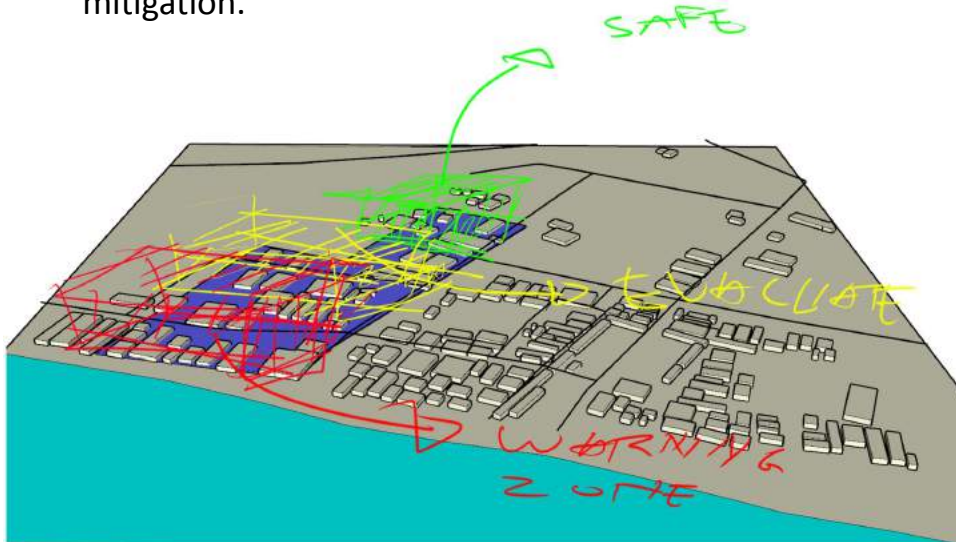 mitigation.
SAFE
EVACUATE
WARNING
ZONE